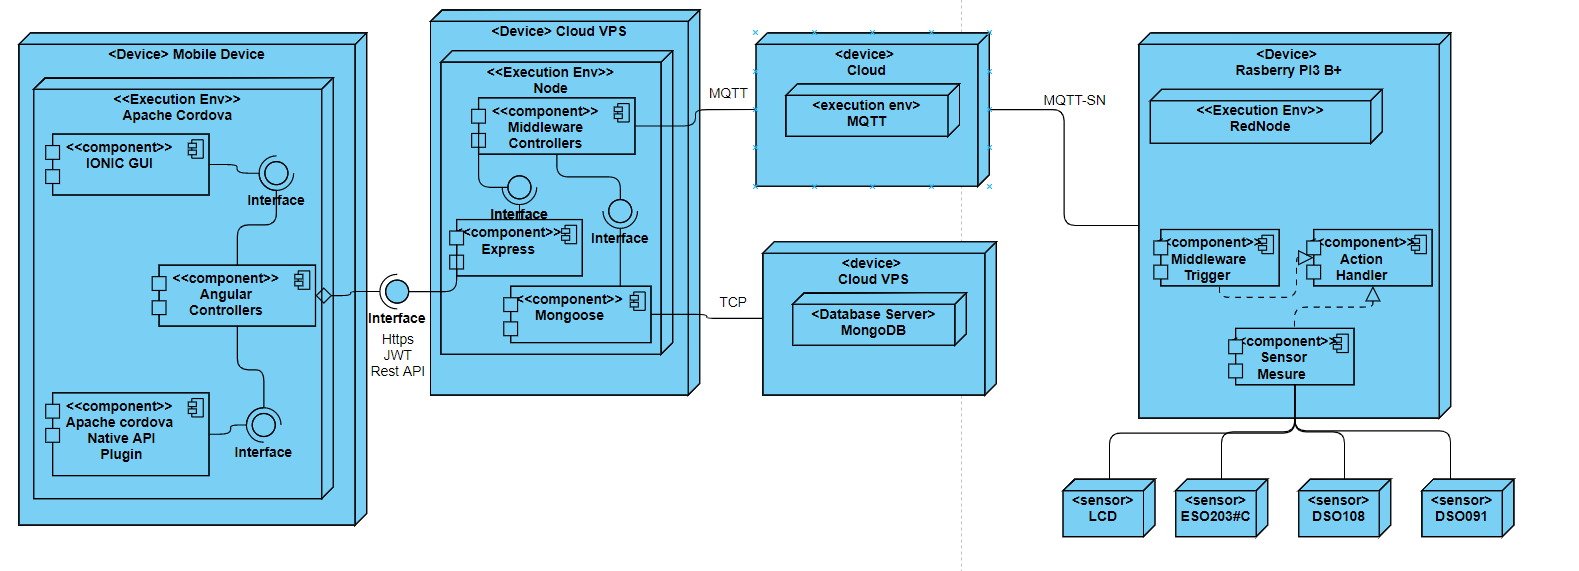 <Device> Mobile Device
<<Execution Env>>
Apache Cordova
<<component>>
IONIC GUI
Interface
<<component>>
Angular
Controllers
<<component>>
Apache cordova
Native API
Plugin
Interface
Interface
Https
JWT
Rest API
<Device> Cloud VPS
<<Execution Env>>
Node
<<component>>
Middleware
Controllers
Interface
Interface
<component>>
Express
<<component>>
Mongoose
MQTT
TCP
<device>
Cloud
<execution env>
MQTT
<device>
Cloud VPS
<Database Server>
MongoDB
MQTT-SN
<Device>
Rasberry PI3 B+
<<Execution Env>>
RedNode
<component>>
Middleware
Trigger
<component>>
Action
Handler
<component>>
Sensor
Mesure
<sensor>
LCD
<sensor>
ESO203#C
<sensor>
DSO108
<sensor>
DSO091